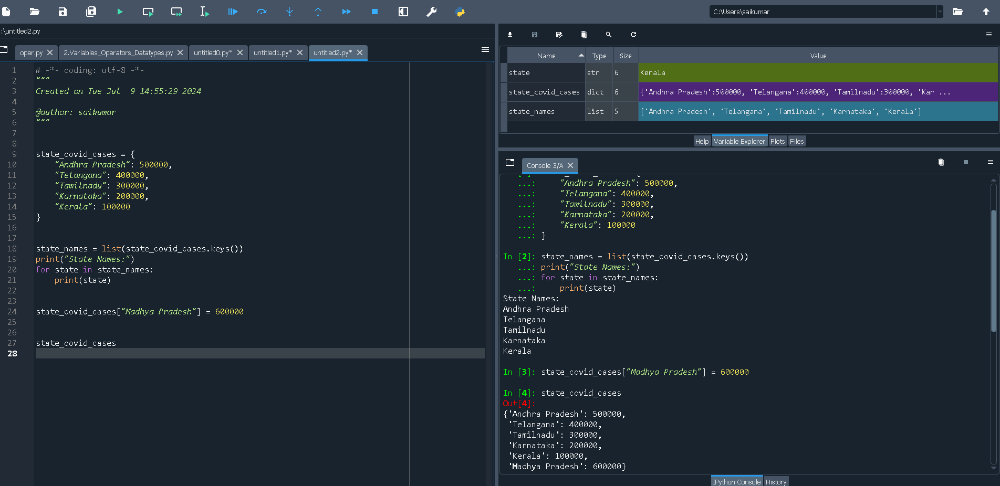 C:\Users\saikumar
:\untitled2.py
oper.py
2.Variables_Operators_Datatypes.py
untitled0.py*
untitled1.py*
untitled2.py*
1 # -*- coding: utf-8 -*-
2 """
3 Created on Tue Jul  9 14:55:29 2024
4
5 @author: saikumar
6 """
7
8
9 state_covid_cases = {
10     "Andhra Pradesh": 500000,
11     "Telangana": 400000,
12     "Tamilnadu": 300000,
13     "Karnataka": 200000,
14     "Kerala": 100000
15 }
16
17
18 state_names = list(state_covid_cases.keys())
19 print("State Names:")
20 for state in state_names:
21     print(state)
22
23
24 state_covid_cases["Madhya Pradesh"] = 600000
25
26
27 state_covid_cases
28
Name Type Size Value
state str 6 Kerala
state_covid_cases dict 6 {'Andhra Pradesh':500000, 'Telangana':400000, 'Tamilnadu':300000, 'Kar ...
state_names list 5 ['Andhra Pradesh', 'Telangana', 'Tamilnadu', 'Karnataka', 'Kerala']
Help Variable Explorer Plots Files
Console 3/A
...:     "Andhra Pradesh": 500000,
...:     "Telangana": 400000,
...:     "Tamilnadu": 300000,
...:     "Karnataka": 200000,
...:     "Kerala": 100000
...: }
In [2]: state_names = list(state_covid_cases.keys())
...: print("State Names:")
...: for state in state_names:
...:     print(state)
State Names:
Andhra Pradesh
Telangana
Tamilnadu
Karnataka
Kerala
In [3]: state_covid_cases["Madhya Pradesh"] = 600000
In [4]: state_covid_cases
Out[4]:
{'Andhra Pradesh': 500000,
'Telangana': 400000,
'Tamilnadu': 300000,
'Karnataka': 200000,
'Kerala': 100000,
'Madhya Pradesh': 600000}
IPython Console History